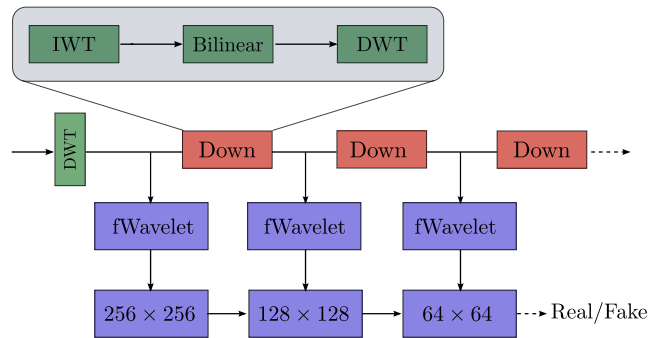 IWT Bilinear DWT
DWT
Down Down Down
fWavelet fWavelet fWavelet
256 × 256 128 × 128 64 × 64 Real/Fake